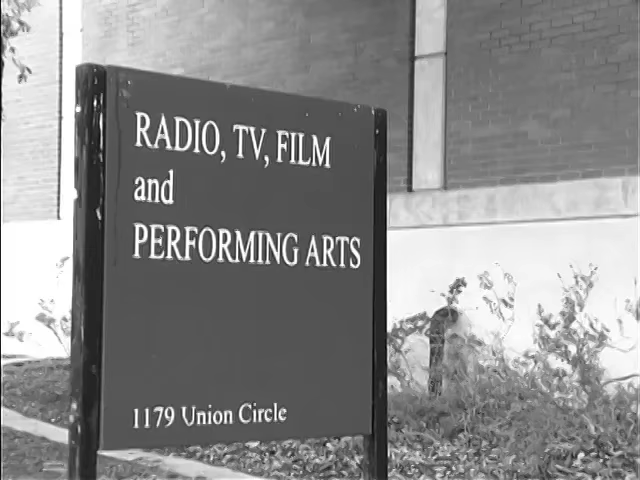 RADIO, TV, FILM
and
PERFORMING ARTS
1179 Union Circle